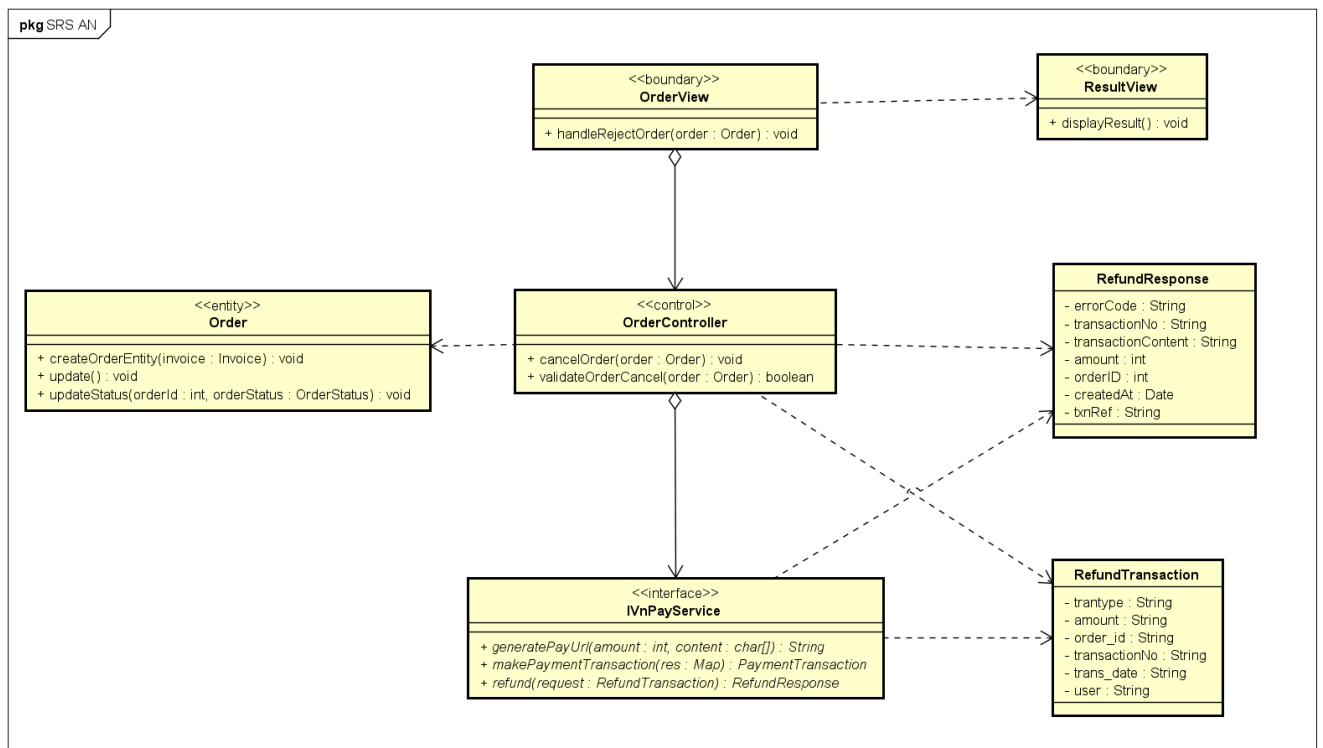 pkg SRS AN
<<boundary>>
OrderView
+ handleRejectOrder(order : Order) : void
<<boundary>>
ResultView
+ displayResult() : void
<<entity>>
Order
+ createOrderEntity(invoice : Invoice) : void
+ update() : void
+ updateStatus(orderId : int, orderStatus : OrderStatus) : void
<<control>>
OrderController
+ cancelOrder(order : Order) : void
+ validateOrderCancel(order : Order) : boolean
RefundResponse
- errorCode : String
- transactionNo : String
- transactionContent : String
- amount : int
- orderID : int
- createdAt : Date
- txnRef : String
<<interface>>
IVnPayService
+ generatePayUrl(amount : int, content : char[]) : String
+ makePaymentTransaction(res : Map) : PaymentTransaction
+ refund(request : RefundTransaction) : RefundResponse
RefundTransaction
- trantype : String
- amount : String
- order_id : String
- transactionNo : String
- trans_date : String
- user : String